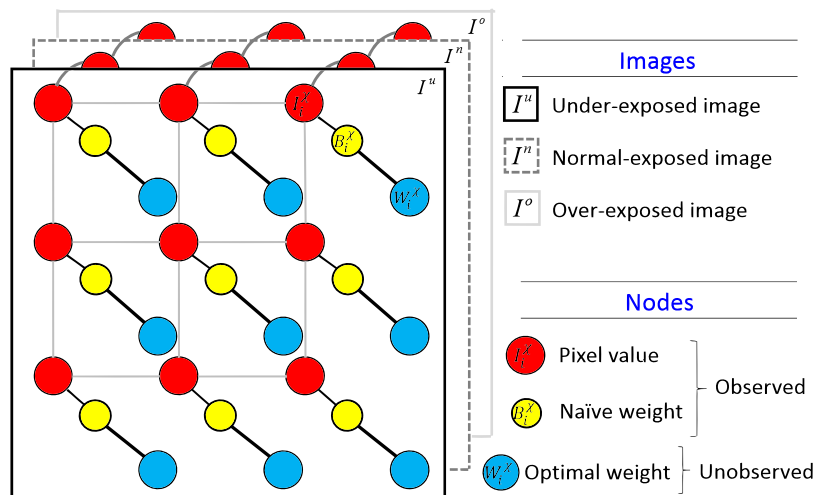 I^o
I^n
I^u
I_i^χ
B_i^χ
W_i^χ
Images
I^u Under-exposed image
I^n Normal-exposed image
I^o Over-exposed image
Nodes
I_i^χ Pixel value
B_i^χ Naïve weight
Observed
W_i^χ Optimal weight
Unobserved